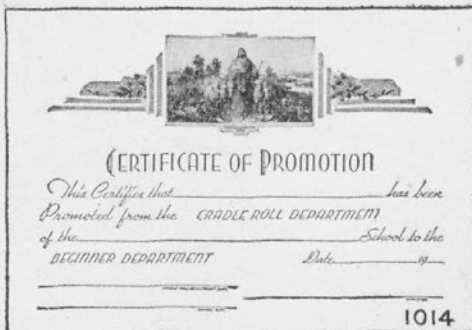 CERTIFICATE OF PROMOTION
This Certifies that has been
Promoted from the CRADLE ROLL DEPARTMENT
of the School to the
BEGINNER DEPARTMENT Date 19
1014